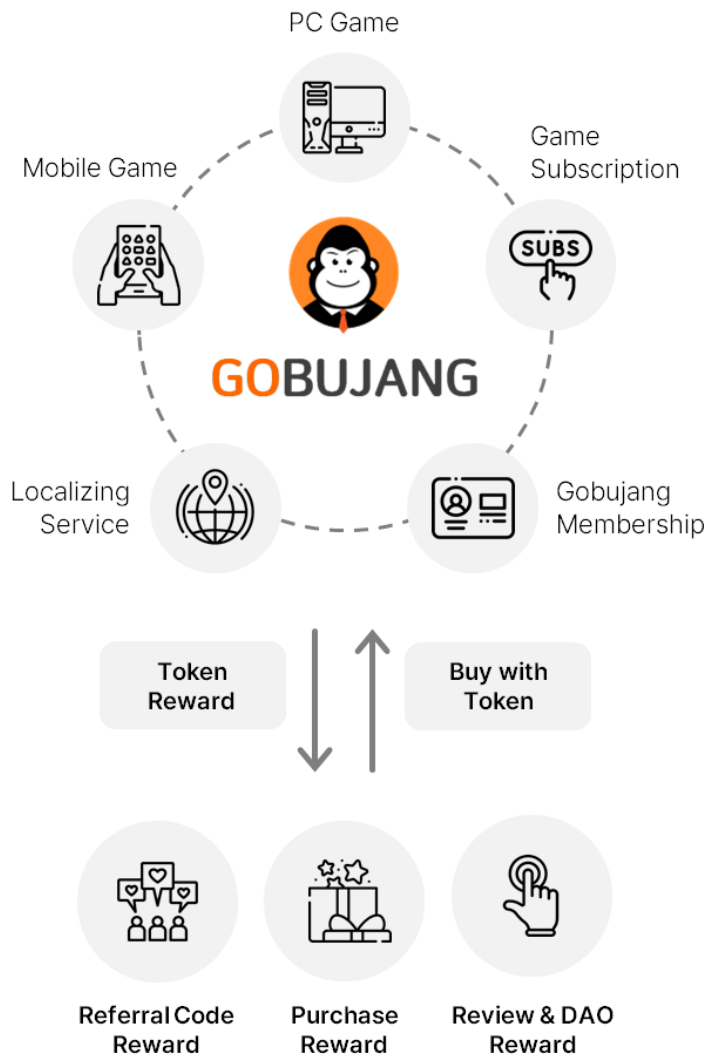 PC Game
Game
Subscription
Mobile Game
SUBS
GOBUJANG
Localizing
Service
Gobujang
Membership
Token
Reward
Buy with
Token
Referral Code
Reward
Purchase
Reward
Review & DAO
Reward